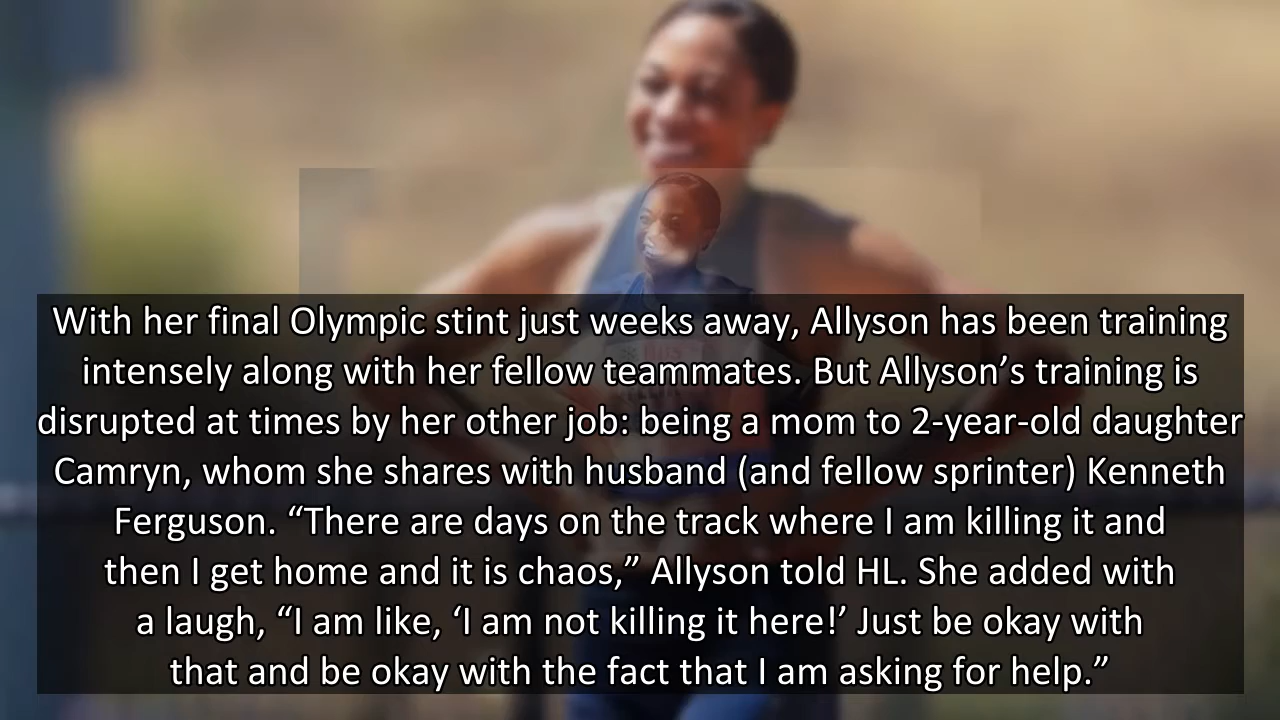 With her final Olympic stint just weeks away, Allyson has been training
intensely along with her fellow teammates. But Allyson’s training is
disrupted at times by her other job: being a mom to 2-year-old daughter
Camryn, whom she shares with husband (and fellow sprinter) Kenneth
Ferguson. “There are days on the track where I am killing it and
then I get home and it is chaos,” Allyson told HL. She added with
a laugh, “I am like, ‘I am not killing it here!’ Just be okay with
that and be okay with the fact that I am asking for help.”